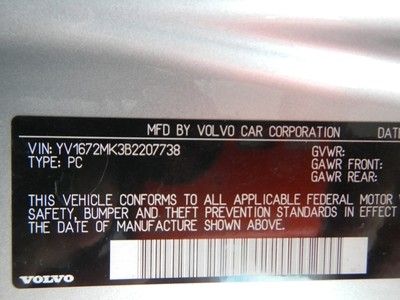 MFD BY VOLVO CAR CORPORATION DATE
VIN: YV1672MK3B2207738 GVWR:
TYPE: PC GAWR FRONT:
GAWR REAR:
THIS VEHICLE CONFORMS TO ALL APPLICABLE FEDERAL MOTOR
SAFETY, BUMPER AND THEFT PREVENTION STANDARDS IN EFFECT
THE DATE OF MANUFACTURE SHOWN ABOVE.
VOLVO